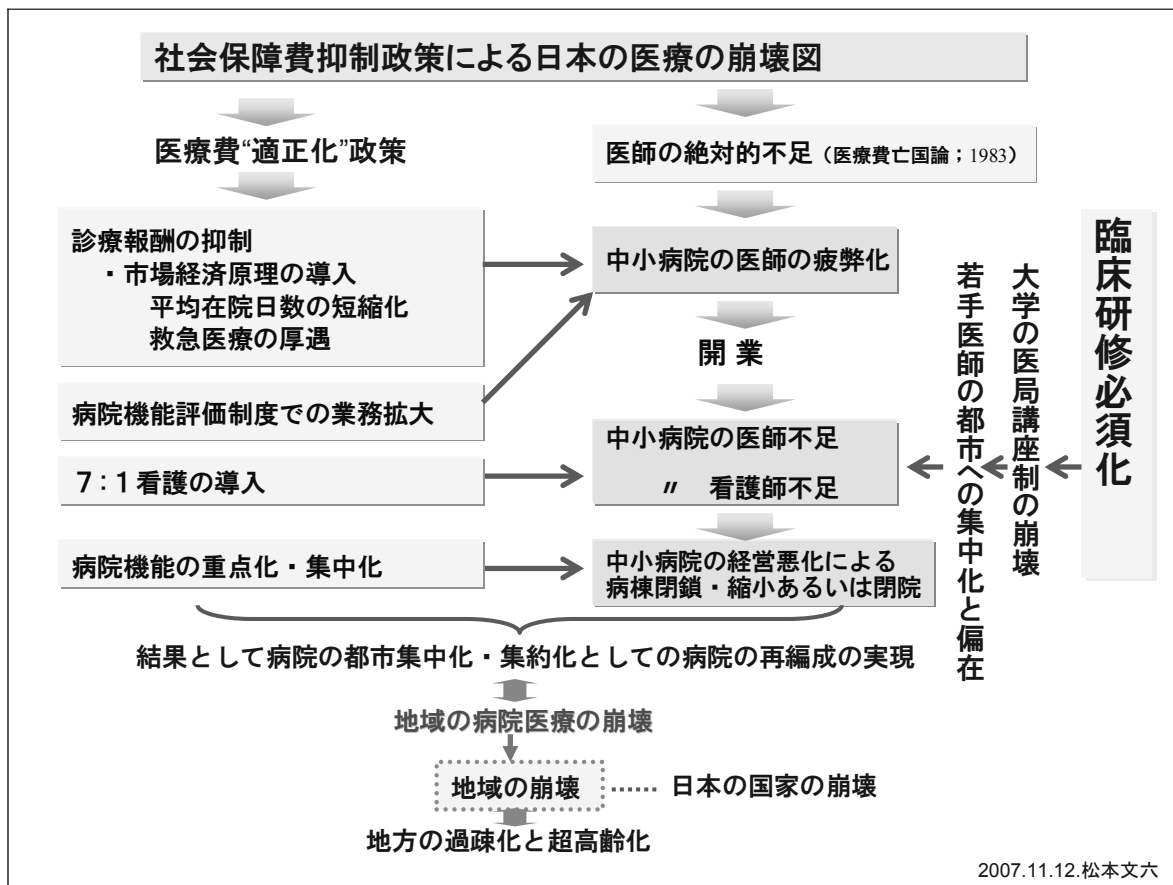 社会保障費抑制政策による日本の医療の崩壊図
医療費“適正化”政策
診療報酬の抑制
・市場経済原理の導入
平均在院日数の短縮化
救急医療の厚遇
病院機能評価制度での業務拡大
７：１看護の導入
病院機能の重点化・集中化
医師の絶対的不足（医療費亡国論；1983）
中小病院の医師の疲弊化
開 業
中小病院の医師不足
〃 看護師不足
中小病院の経営悪化による
病棟閉鎖・縮小あるいは閉院
臨床研修必須化
大学の医局講座制の崩壊
若手医師の都市への集中化と偏在
結果として病院の都市集中化・集約化としての病院の再編成の実現
地域の病院医療の崩壊
地域の崩壊 …… 日本の国家の崩壊
地方の過疎化と超高齢化
2007.11.12.松本文六